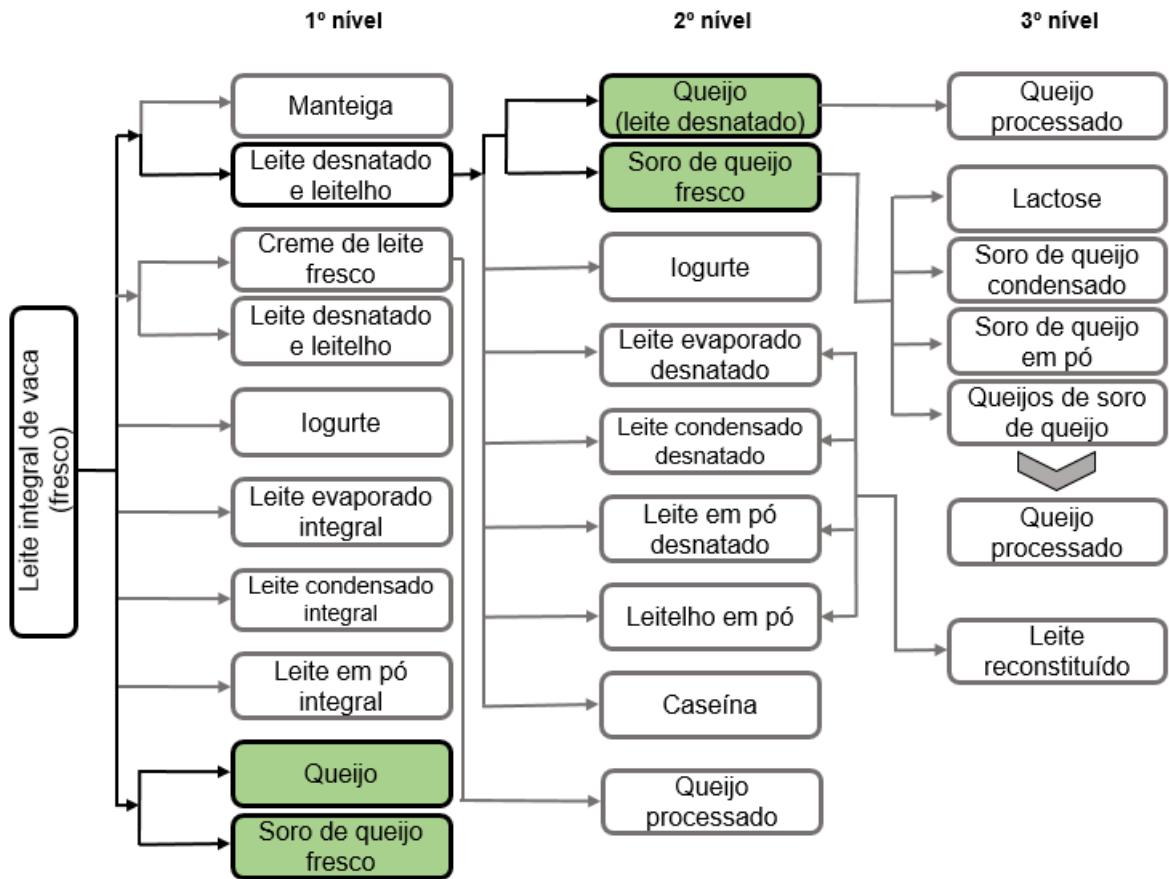 1º nível
2º nível
3º nível
Leite integral de vaca
(fresco)
Manteiga
Leite desnatado
e leitelho
Creme de leite
fresco
Leite desnatado
e leitelho
Iogurte
Leite evaporado
integral
Leite condensado
integral
Leite em pó
integral
Queijo
Soro de queijo
fresco
Queijo
(leite desnatado)
Soro de queijo
fresco
Iogurte
Leite evaporado
desnatado
Leite condensado
desnatado
Leite em pó
desnatado
Leitelho em pó
Caseína
Queijo
processado
Queijo
processado
Lactose
Soro de queijo
condensado
Soro de queijo
em pó
Queijos de soro
de queijo
Queijo
processado
Leite
reconstituído